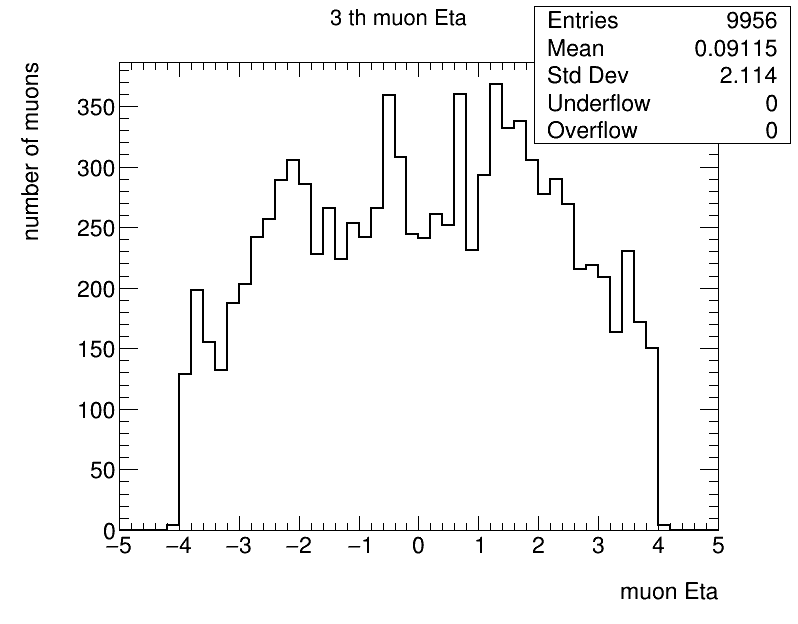 3 th muon Eta
Entries 9956
Mean 0.09115
Std Dev 2.114
Underflow 0
Overflow 0
number of muons
350
300
250
200
150
100
50
0
−5 −4 −3 −2 −1 0 1 2 3 4 5
muon Eta